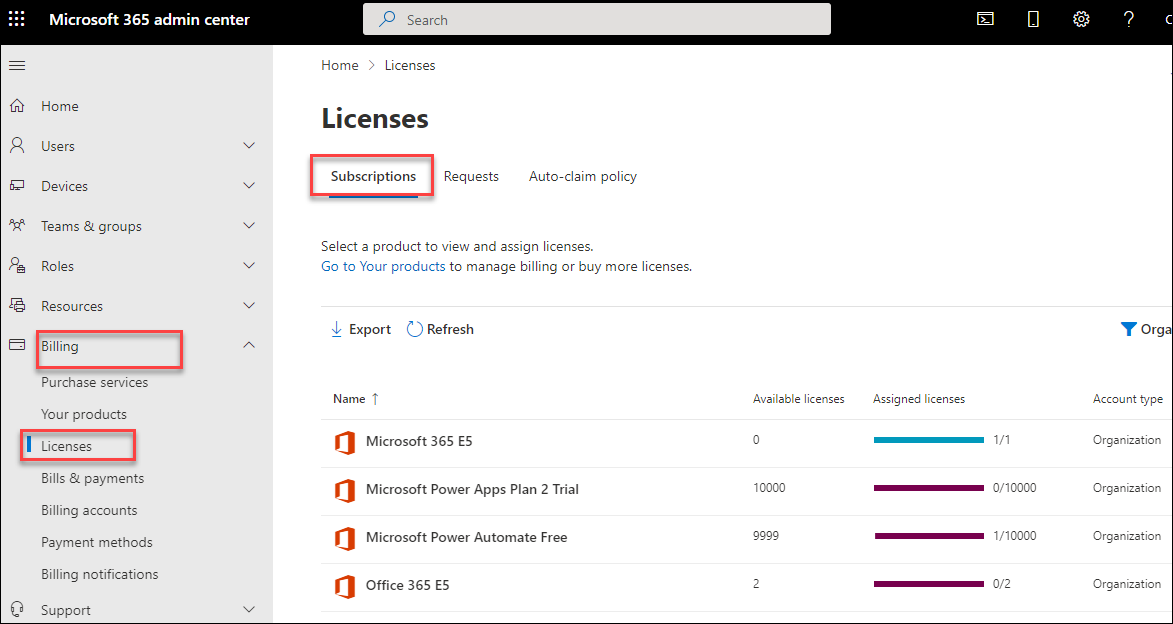 Microsoft 365 admin center
Search
?
Home
Users
Devices
Teams & groups
Roles
Resources
Billing
Purchase services
Your products
Licenses
Bills & payments
Billing accounts
Payment methods
Billing notifications
Support
Home > Licenses
Licenses
Subscriptions Requests Auto-claim policy
Select a product to view and assign licenses.
Go to Your products to manage billing or buy more licenses.
Export Refresh Orga
Name ↑ Available licenses Assigned licenses Account type
Microsoft 365 E5 0 1/1 Organization
Microsoft Power Apps Plan 2 Trial 10000 0/10000 Organization
Microsoft Power Automate Free 9999 1/10000 Organization
Office 365 E5 2 0/2 Organization